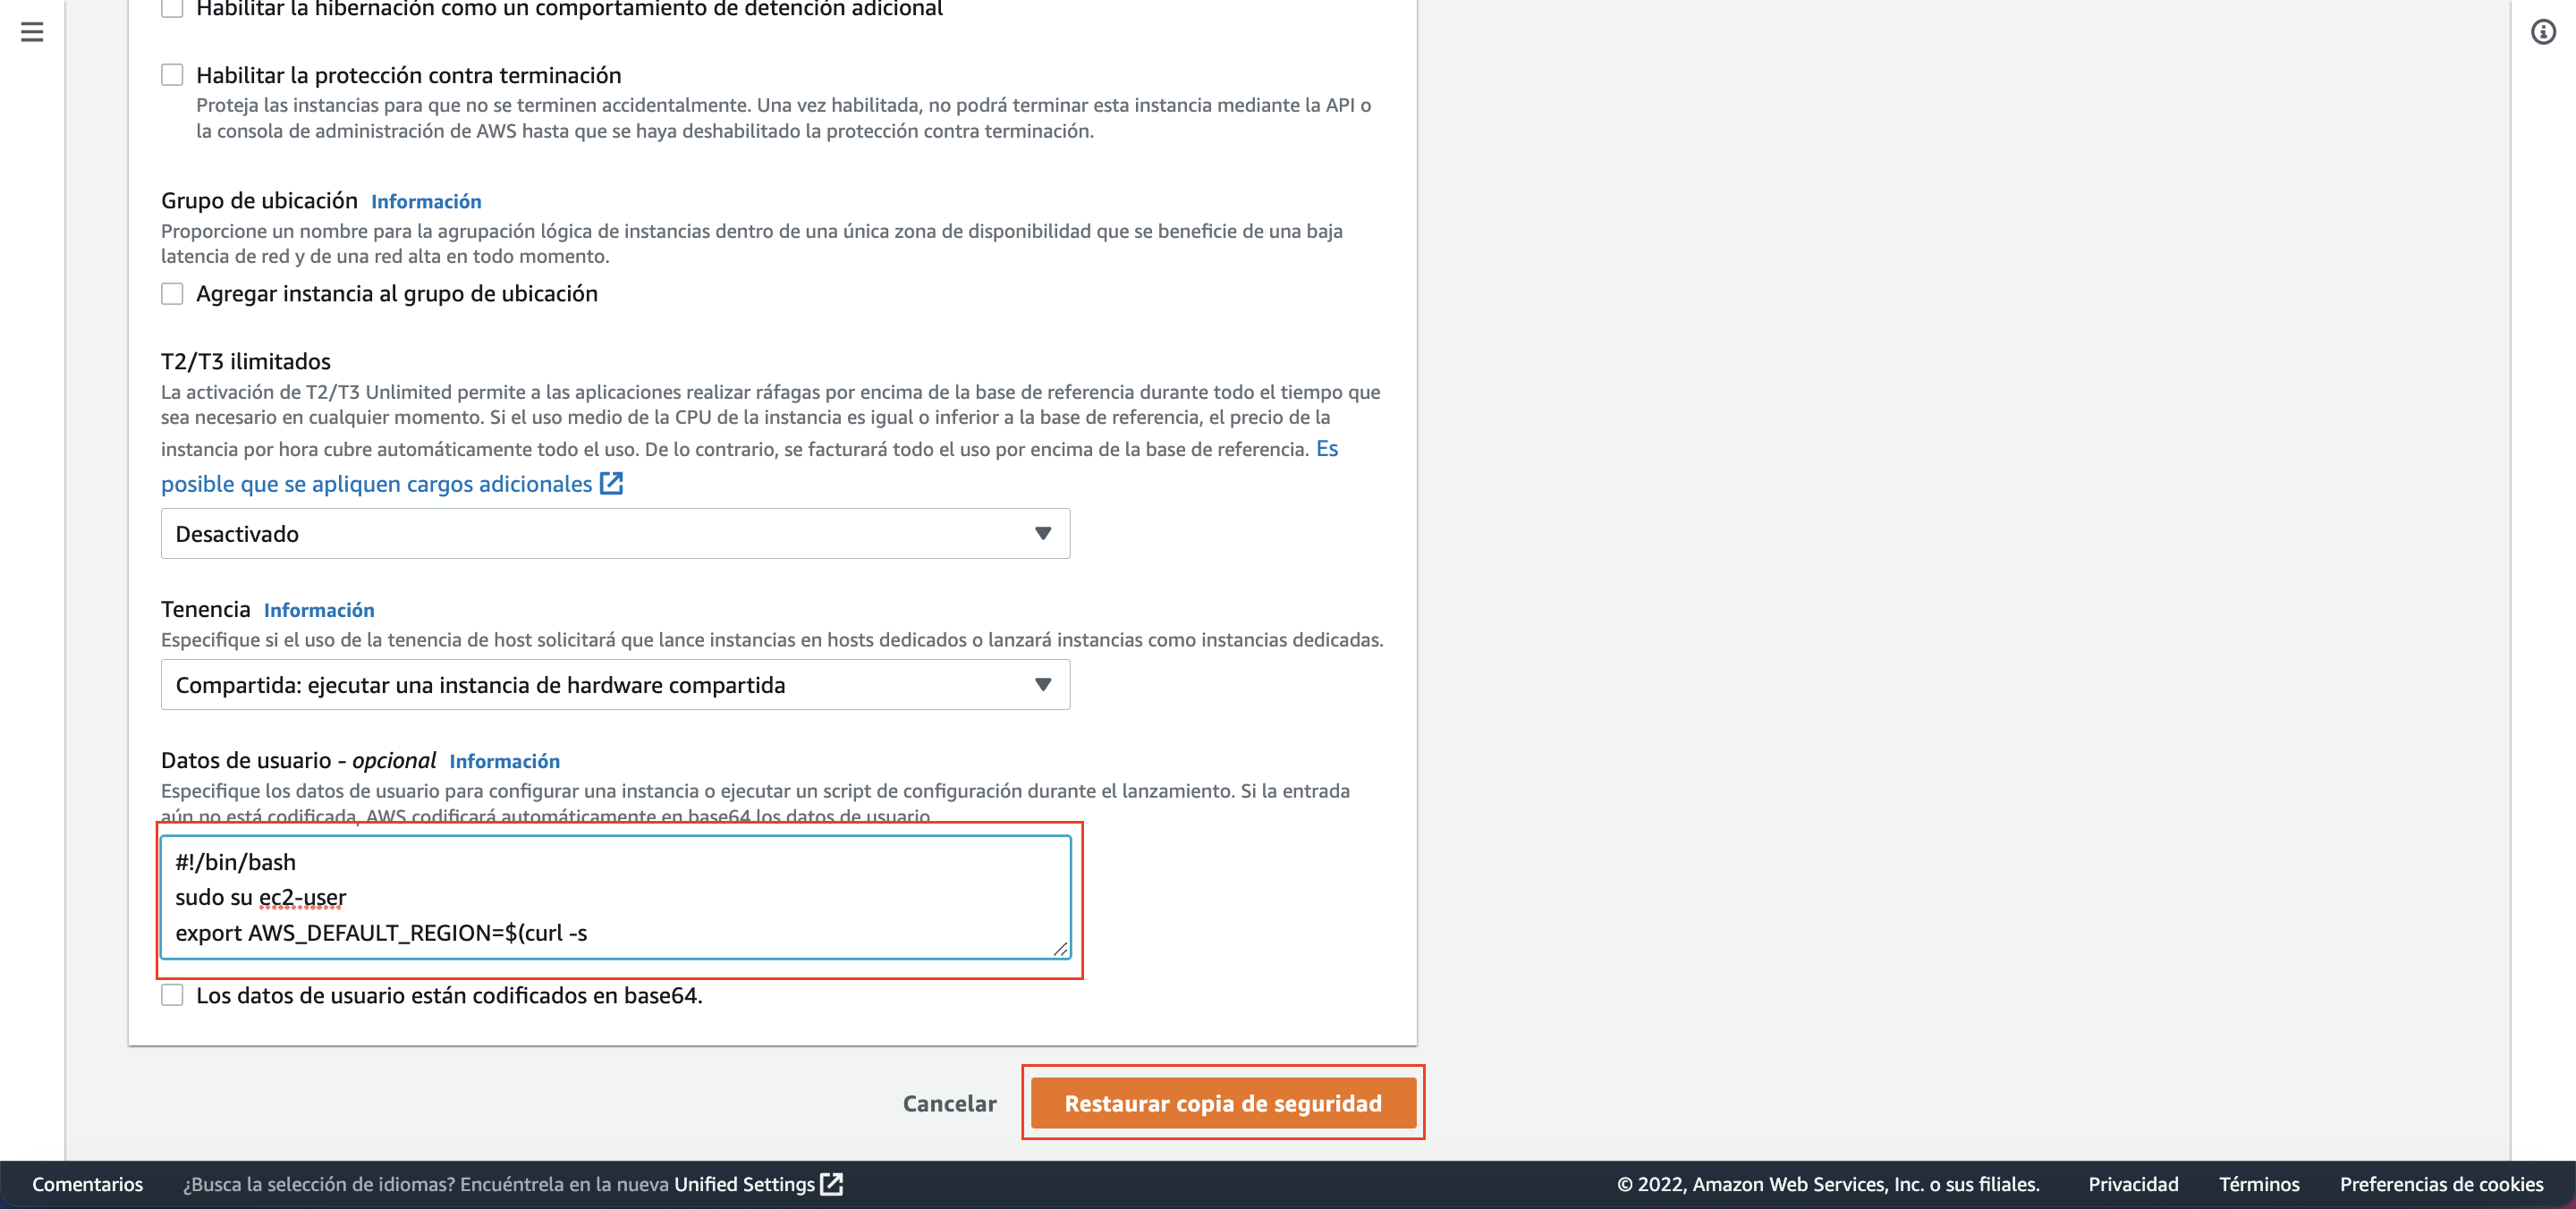 Habilitar la hibernación como un comportamiento de detención adicional
Habilitar la protección contra terminación
Proteja las instancias para que no se terminen accidentalmente. Una vez habilitada, no podrá terminar esta instancia mediante la API o
la consola de administración de AWS hasta que se haya deshabilitado la protección contra terminación.
Grupo de ubicación Información
Proporcione un nombre para la agrupación lógica de instancias dentro de una única zona de disponibilidad que se beneficie de una baja
latencia de red y de una red alta en todo momento.
Agregar instancia al grupo de ubicación
T2/T3 ilimitados
La activación de T2/T3 Unlimited permite a las aplicaciones realizar ráfagas por encima de la base de referencia durante todo el tiempo que
sea necesario en cualquier momento. Si el uso medio de la CPU de la instancia es igual o inferior a la base de referencia, el precio de la
instancia por hora cubre automáticamente todo el uso. De lo contrario, se facturará todo el uso por encima de la base de referencia. Es
posible que se apliquen cargos adicionales
Desactivado
Tenencia Información
Especifique si el uso de la tenencia de host solicitará que lance instancias en hosts dedicados o lanzará instancias como instancias dedicadas.
Compartida: ejecutar una instancia de hardware compartida
Datos de usuario - opcional Información
Especifique los datos de usuario para configurar una instancia o ejecutar un script de configuración durante el lanzamiento. Si la entrada
aún no está codificada, AWS codificará automáticamente en base64 los datos de usuario.
#!/bin/bash
sudo su ec2-user
export AWS_DEFAULT_REGION=$(curl -s
Los datos de usuario están codificados en base64.
Cancelar Restaurar copia de seguridad
Comentarios ¿Busca la selección de idiomas? Encuéntrela en la nueva Unified Settings © 2022, Amazon Web Services, Inc. o sus filiales. Privacidad Términos Preferencias de cookies